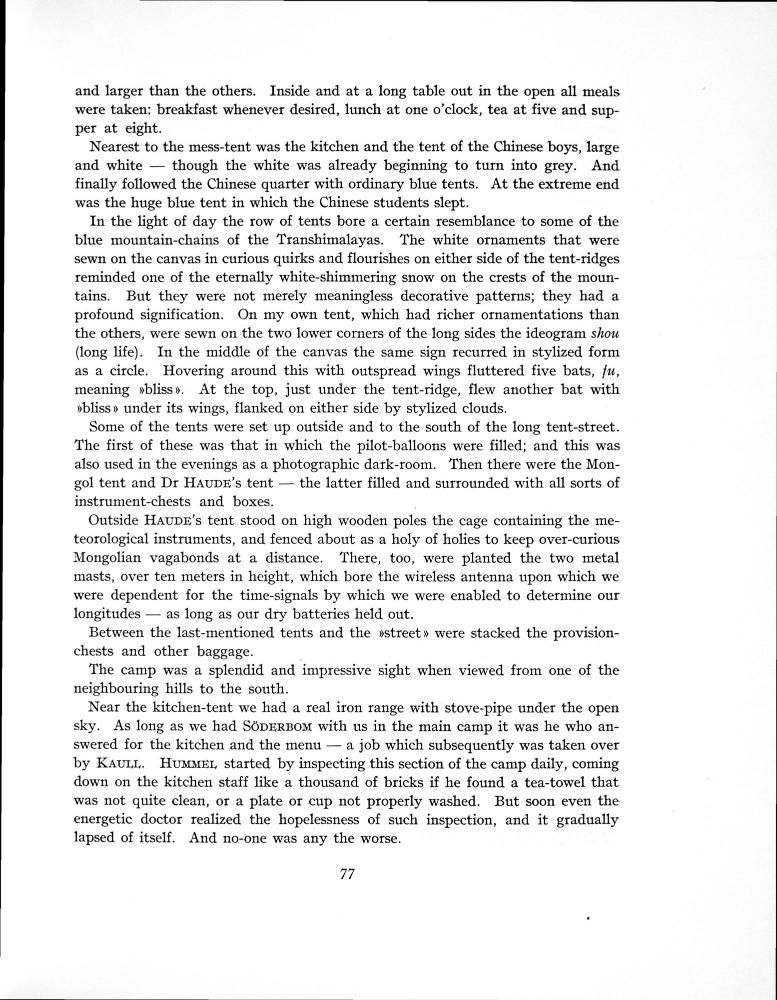 and larger than the others. Inside and at a long table out in the open all meals
were taken: breakfast whenever desired, lunch at one o'clock, tea at five and sup-
per at eight.
Nearest to the mess-tent was the kitchen and the tent of the Chinese boys, large
and white — though the white was already beginning to turn into grey. And
finally followed the Chinese quarter with ordinary blue tents. At the extreme end
was the huge blue tent in which the Chinese students slept.
In the light of day the row of tents bore a certain resemblance to some of the
blue mountain-chains of the Transhimalayas. The white ornaments that were
sewn on the canvas in curious quirks and flourishes on either side of the tent-ridges
reminded one of the eternally white-shimmering snow on the crests of the moun-
tains. But they were not merely meaningless decorative patterns; they had a
profound signification. On my own tent, which had richer ornamentations than
the others, were sewn on the two lower corners of the long sides the ideogram shou
(long life). In the middle of the canvas the same sign recurred in stylized form
as a circle. Hovering around this with outspread wings fluttered five bats, fu,
meaning »bliss». At the top, just under the tent-ridge, flew another bat with
»bliss» under its wings, flanked on either side by stylized clouds.
Some of the tents were set up outside and to the south of the long tent-street.
The first of these was that in which the pilot-balloons were filled; and this was
also used in the evenings as a photographic dark-room. Then there were the Mon-
gol tent and Dr HAUDE's tent — the latter filled and surrounded with all sorts of
instrument-chests and boxes.
Outside HAUDE's tent stood on high wooden poles the cage containing the me-
teorological instruments, and fenced about as a holy of holies to keep over-curious
Mongolian vagabonds at a distance. There, too, were planted the two metal
masts, over ten meters in height, which bore the wireless antenna upon which we
were dependent for the time-signals by which we were enabled to determine our
longitudes — as long as our dry batteries held out.
Between the last-mentioned tents and the »street» were stacked the provision-
chests and other baggage.
The camp was a splendid and impressive sight when viewed from one of the
neighbouring hills to the south.
Near the kitchen-tent we had a real iron range with stove-pipe under the open
sky. As long as we had SÖDERBOM with us in the main camp it was he who an-
swered for the kitchen and the menu — a job which subsequently was taken over
by KAULL. HUMMEL started by inspecting this section of the camp daily, coming
down on the kitchen staff like a thousand of bricks if he found a tea-towel that
was not quite clean, or a plate or cup not properly washed. But soon even the
energetic doctor realized the hopelessness of such inspection, and it gradually
lapsed of itself. And no-one was any the worse.
77